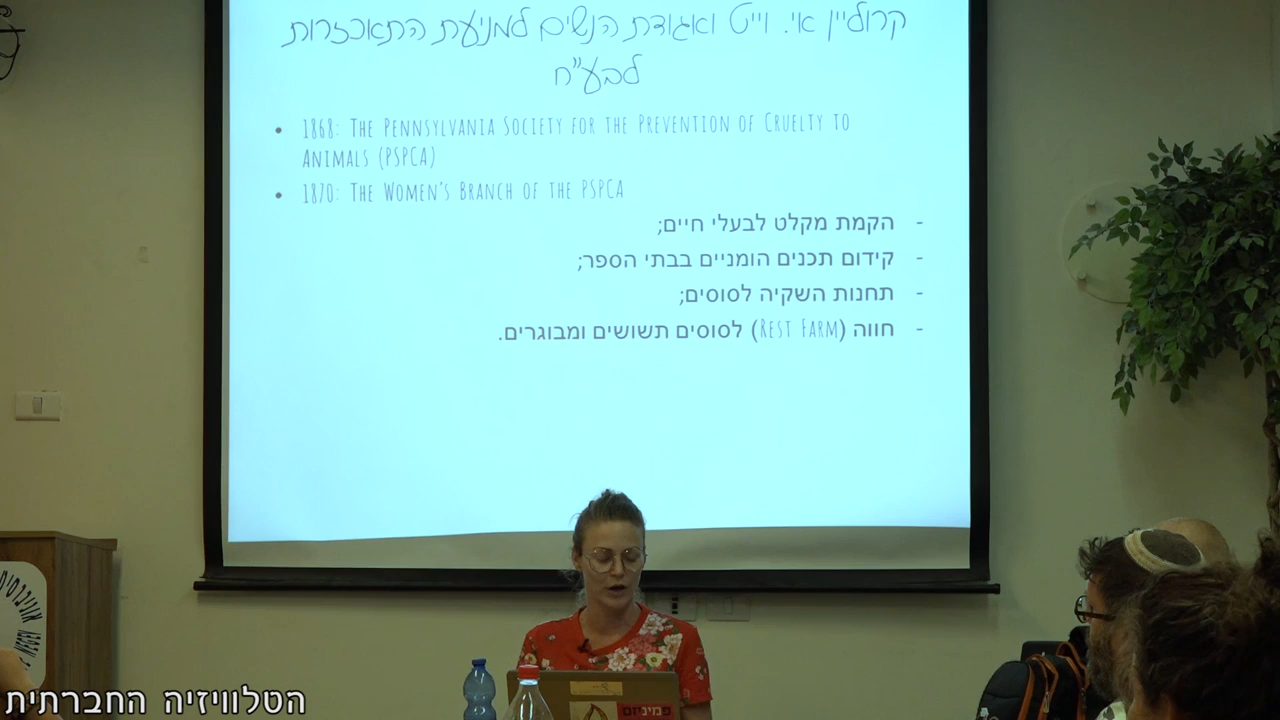 קרוליין אי. וייט ואגודת הנשים למניעת התאכזרות
לבע"ח
• 1868: The Pennsylvania Society for the Prevention of Cruelty to
Animals (PSPCA)
• 1870: The Women's Branch of the PSPCA
- הקמת מקלט לבעלי חיים;
- קידום תכנים הומניים בבתי הספר;
- תחנות השקיה לסוסים;
- חווה (Rest Farm) לסוסים תשושים ומבוגרים.
פמיניזם
הטלוויזיה החברתית